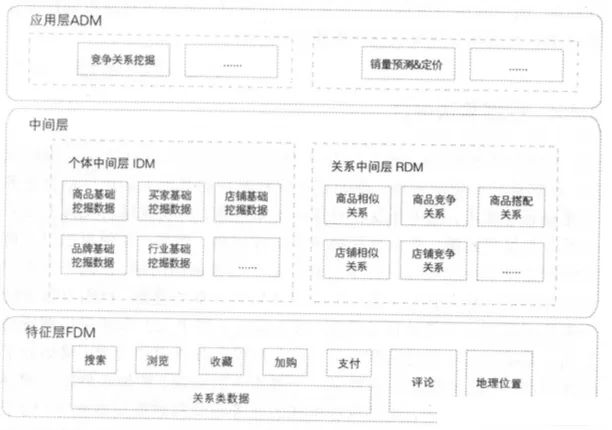 应用层ADM
竞争关系挖掘
......
销量预测&定价
......
中间层
个体中间层 IDM
商品基础
挖掘数据
买家基础
挖掘数据
店铺基础
挖掘数据
品牌基础
挖掘数据
行业基础
挖掘数据
......
关系中间层 RDM
商品相似
关系
商品竞争
关系
商品搭配
关系
店铺相似
关系
店铺竞争
关系
......
特征层FDM
搜索
浏览
收藏
加购
支付
关系类数据
评论
地理位置